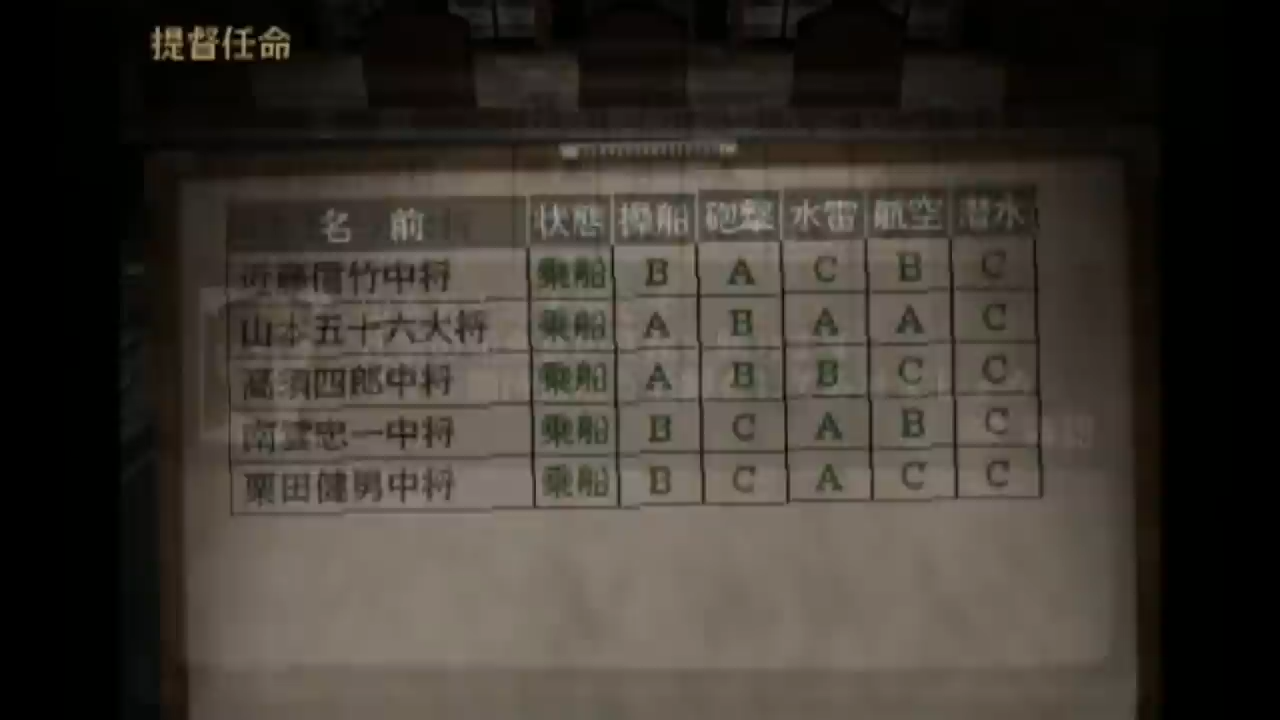 提督任命
名 前 状態 操船 砲撃 水雷 航空 潜水
近藤信竹中将 乗船 B A C B C
山本五十六大将 乗船 A B A A C
高須四郎中将 乗船 A B B C C
南雲忠一中将 乗船 B C A B C
栗田健男中将 乗船 B C A C C